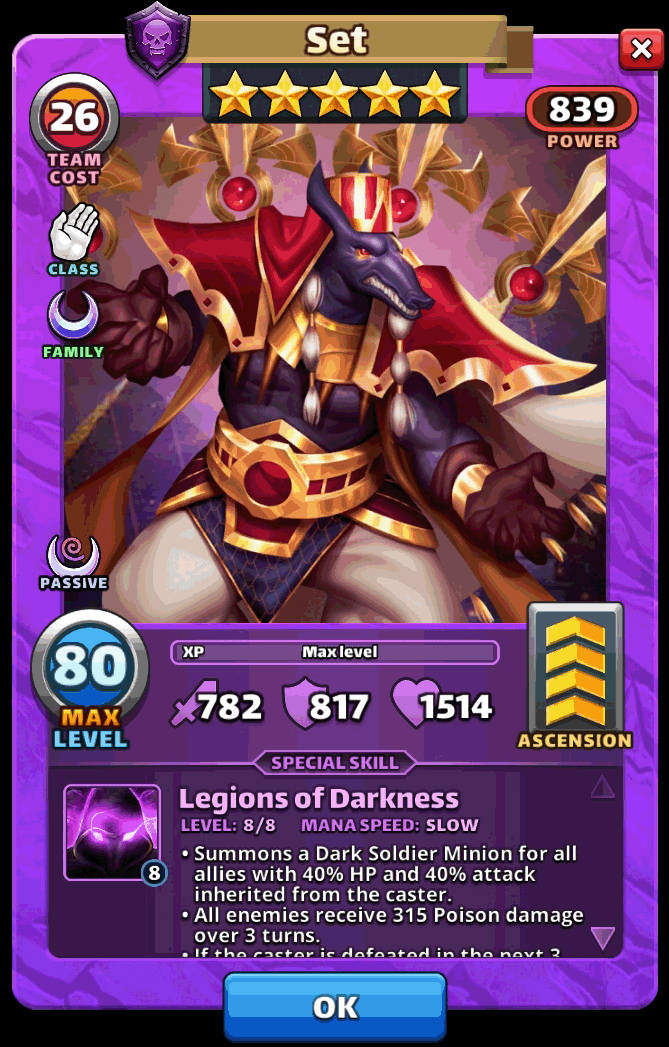 Set
26
TEAM
COST
839
POWER
CLASS
FAMILY
PASSIVE
80
MAX
LEVEL
XP Max level
782 817 1514
ASCENSION
SPECIAL SKILL
Legions of Darkness
LEVEL: 8/8 MANA SPEED: SLOW
8
• Summons a Dark Soldier Minion for all
allies with 40% HP and 40% attack
inherited from the caster.
• All enemies receive 315 Poison damage
over 3 turns.
• If the caster is defeated in the next 3
OK